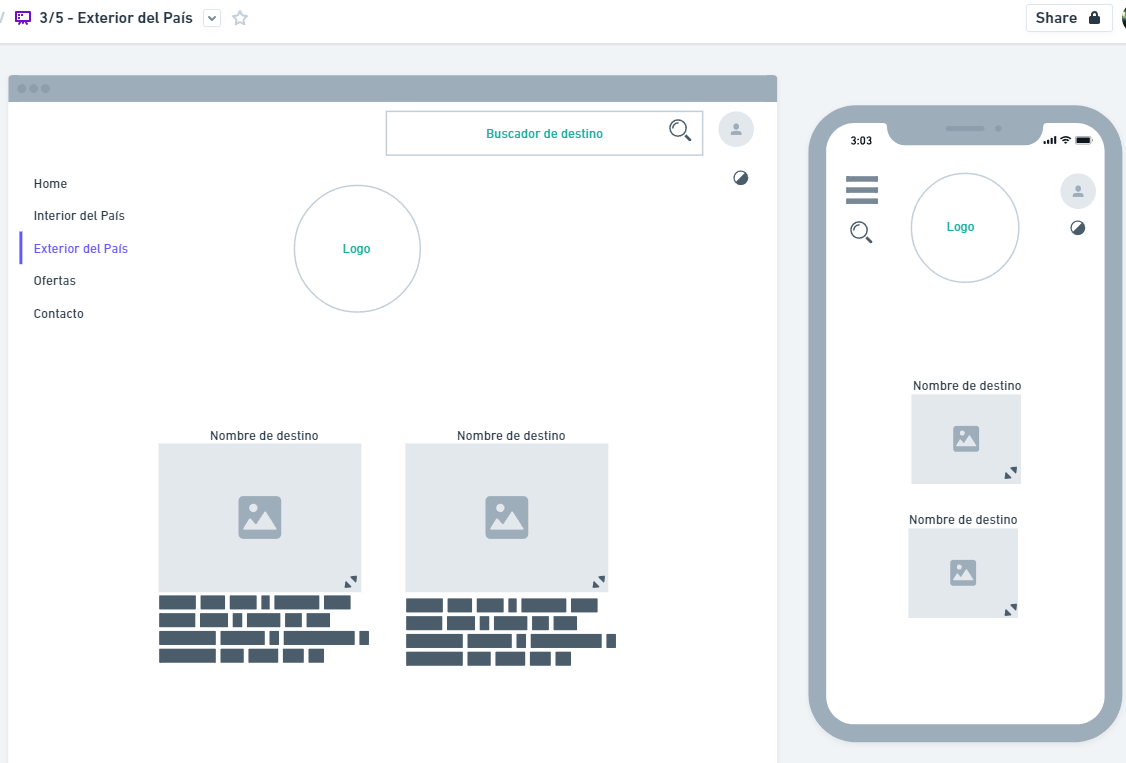 / 3/5 - Exterior del País
Share
Buscador de destino
Home
Interior del País
Exterior del País
Ofertas
Contacto
Logo
Nombre de destino
Nombre de destino
3:03
Logo
Nombre de destino
Nombre de destino